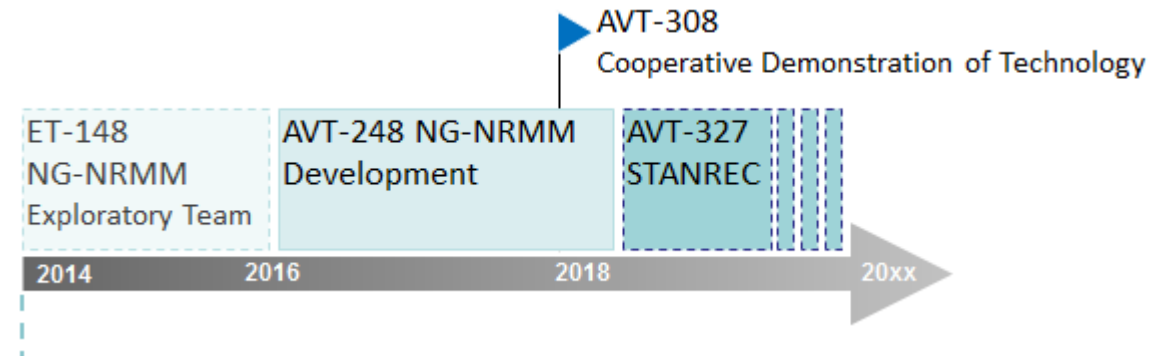 AVT-308
Cooperative Demonstration of Technology
ET-148
NG-NRMM
Exploratory Team
AVT-248 NG-NRMM
Development
AVT-327
STANREC
2014
2016
2018
20xx